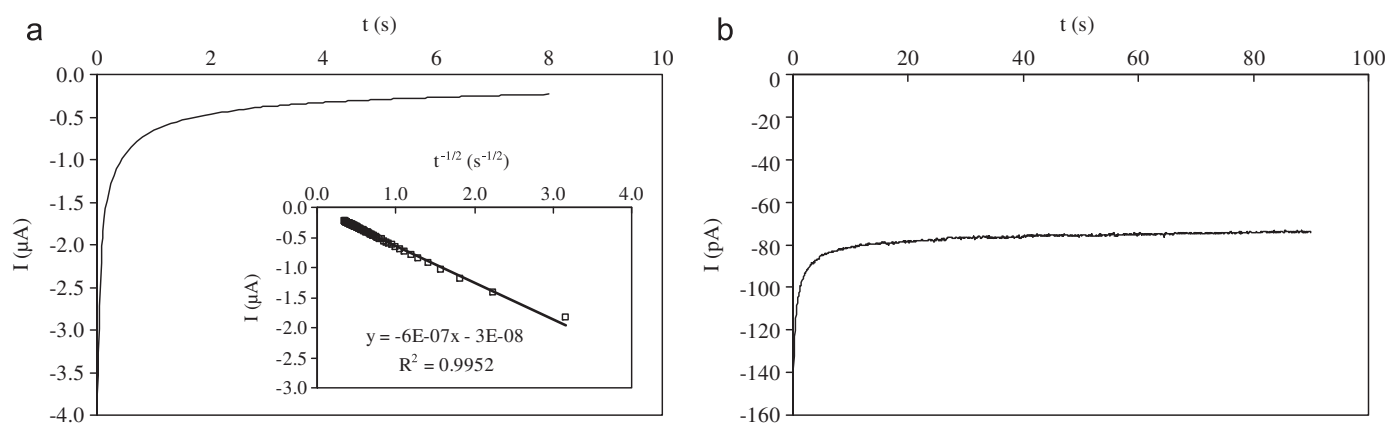 a
t (s)
0 2 4 6 8 10
0.0
-0.5
-1.0
-1.5
-2.0
-2.5
-3.0
-3.5
-4.0
I (μA)
t-1/2 (s-1/2)
0.0 1.0 2.0 3.0 4.0
0.0
-0.5
-1.0
-1.5
-2.0
-2.5
-3.0
I (μA)
y = -6E-07x - 3E-08
R2 = 0.9952
b
t (s)
0 20 40 60 80 100
0
-20
-40
-60
-80
-100
-120
-140
-160
I (pA)